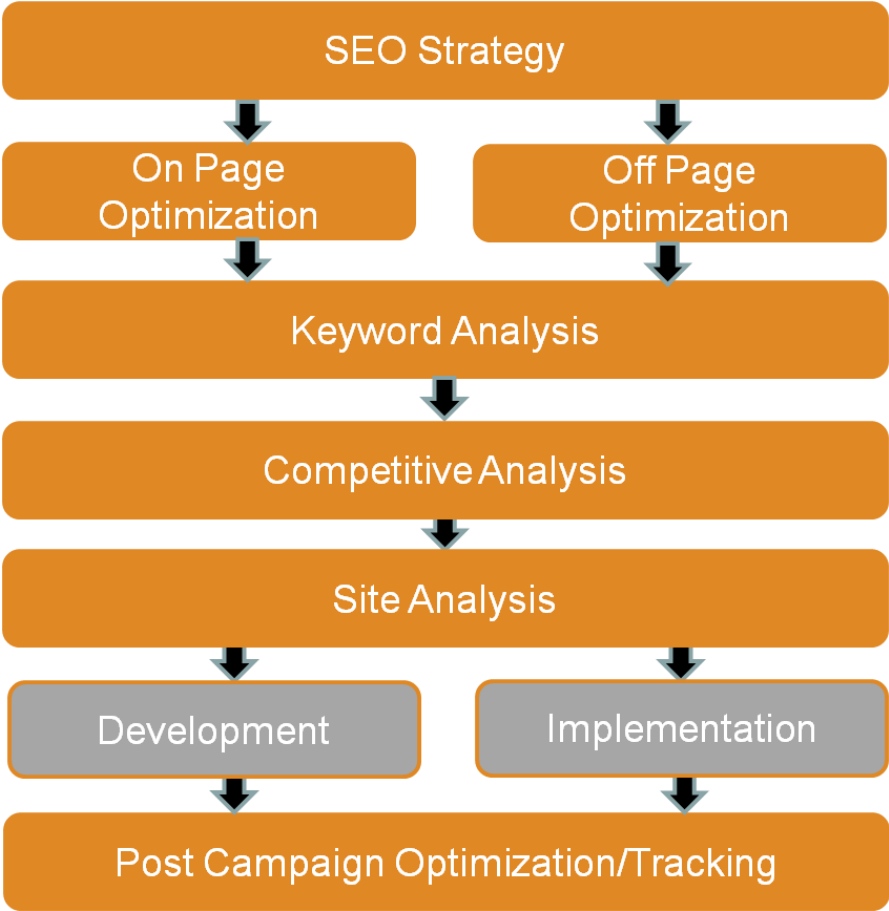 SEO Strategy
On Page
Optimization
Off Page
Optimization
Keyword Analysis
Competitive Analysis
Site Analysis
Development
Implementation
Post Campaign Optimization/Tracking